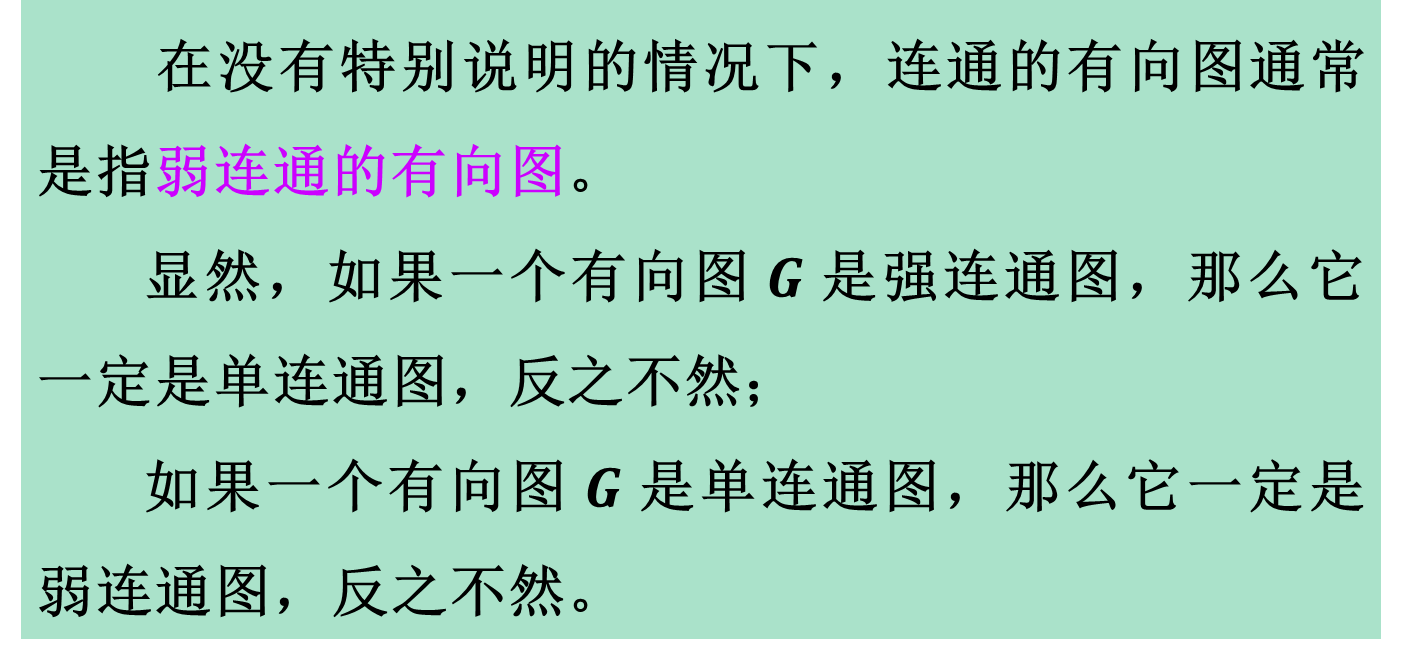 在没有特别说明的情况下，连通的有向图通常
是指弱连通的有向图。
显然，如果一个有向图 G 是强连通图，那么它
一定是单连通图，反之不然；
如果一个有向图 G 是单连通图，那么它一定是
弱连通图，反之不然。